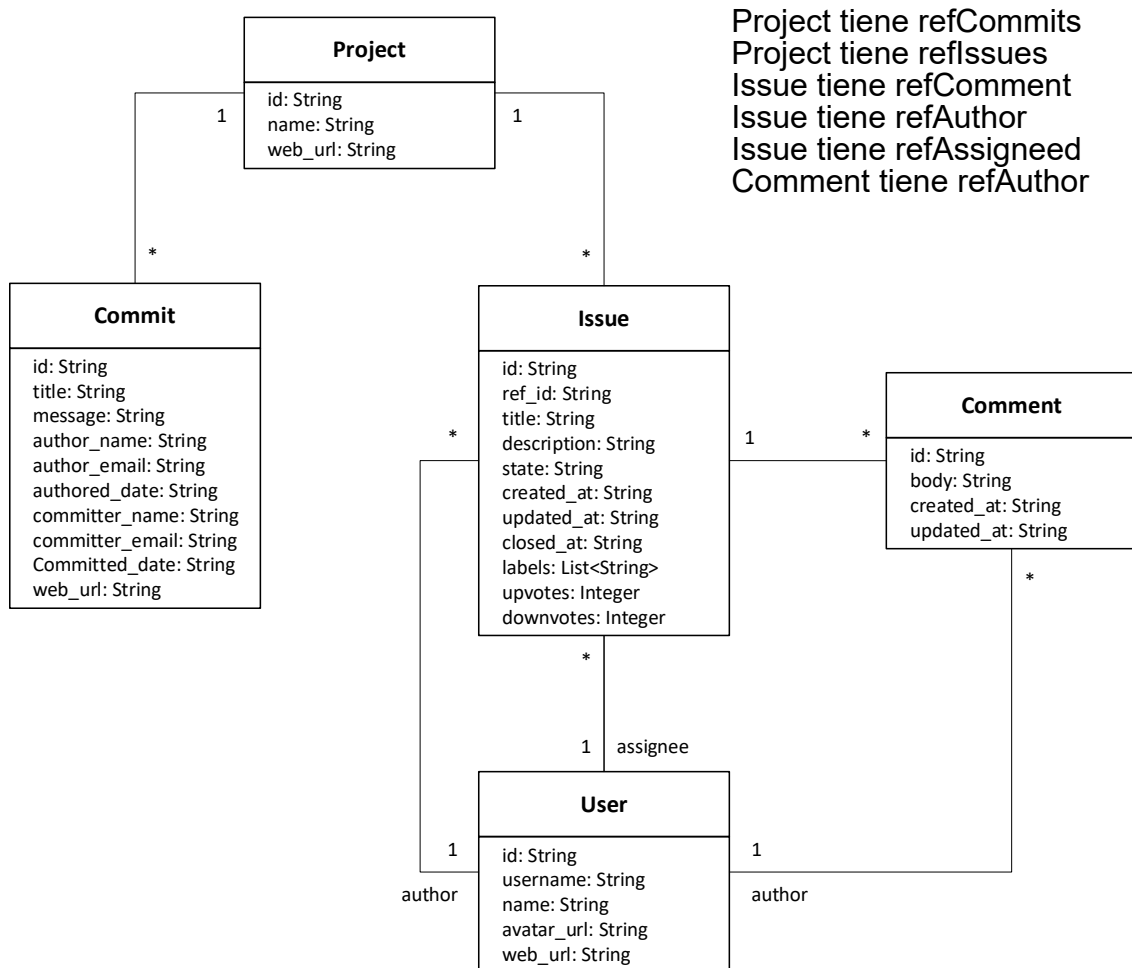 Project tiene refCommits
Project tiene refIssues
Issue tiene refComment
Issue tiene refAuthor
Issue tiene refAssigneed
Comment tiene refAuthor
Project
id: String
name: String
web_url: String
1
1
*
*
Commit
id: String
title: String
message: String
author_name: String
author_email: String
authored_date: String
committer_name: String
committer_email: String
Committed_date: String
web_url: String
Issue
id: String
ref_id: String
title: String
description: String
state: String
created_at: String
updated_at: String
closed_at: String
labels: List<String>
upvotes: Integer
downvotes: Integer
*
1
*
Comment
id: String
body: String
created_at: String
updated_at: String
*
*
1 assignee
User
id: String
username: String
name: String
avatar_url: String
web_url: String
1
author
1
author